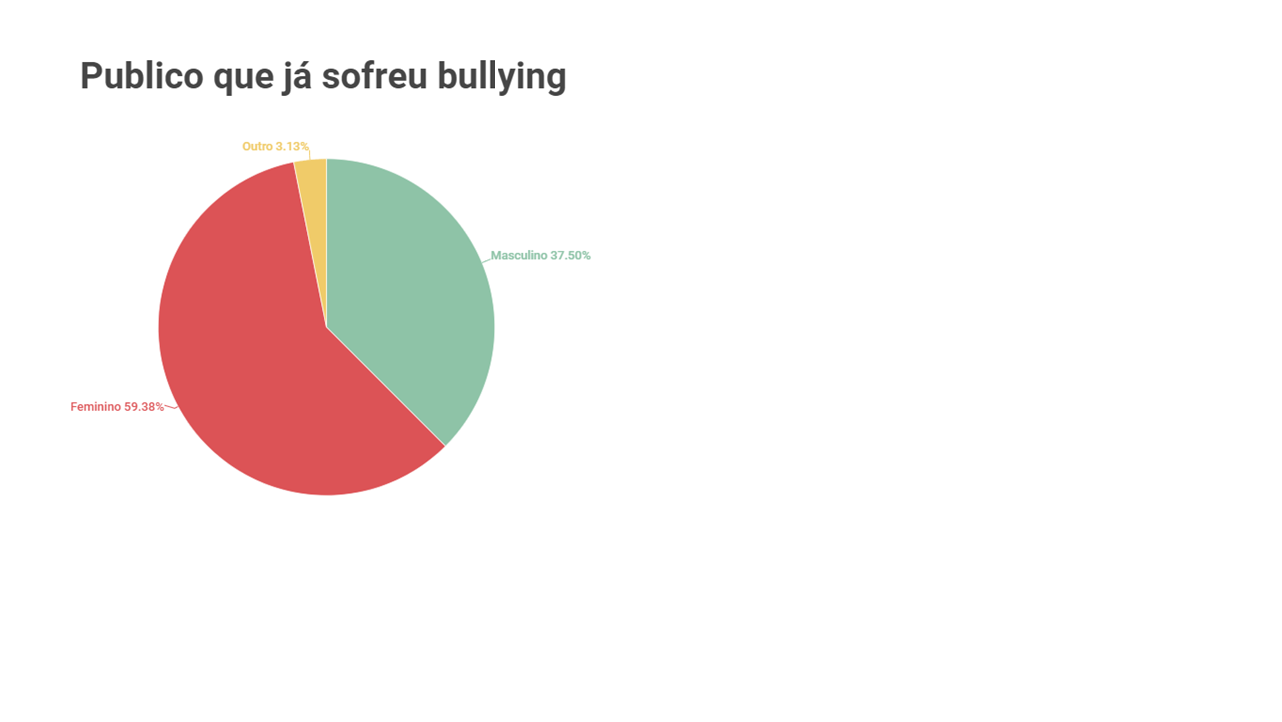 Publico que já sofreu bullying
Outro 3.13%
Masculino 37.50%
Feminino 59.38%